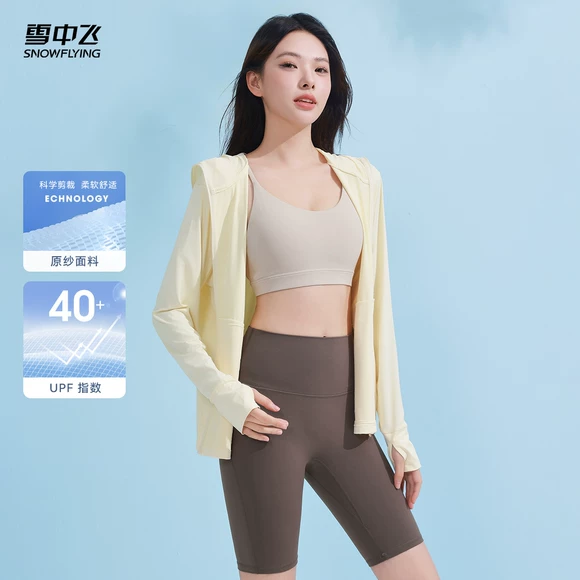 雪中飞
SNOWFLYING
科学剪裁 柔软舒适
ECHNOLOGY
原纱面料
40+
UPF 指数